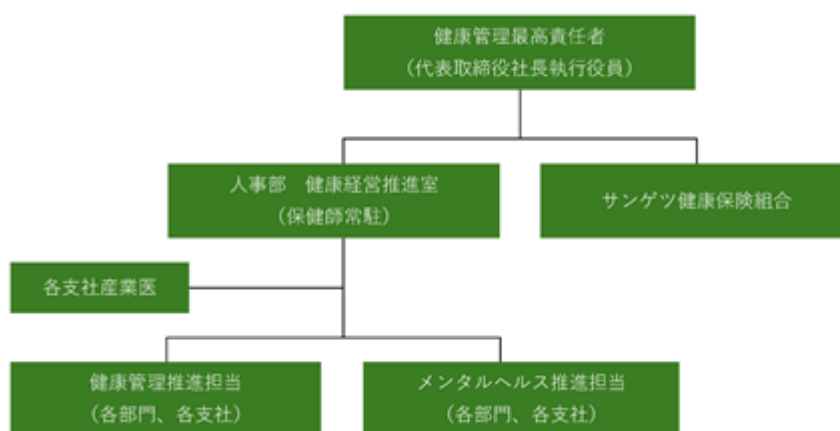 健康管理最高責任者
（代表取締役社長執行役員）
人事部　健康経営推進室
（保健師常駐）
サンゲツ健康保険組合
各支社産業医
健康管理推進担当
（各部門、各支社）
メンタルヘルス推進担当
（各部門、各支社）